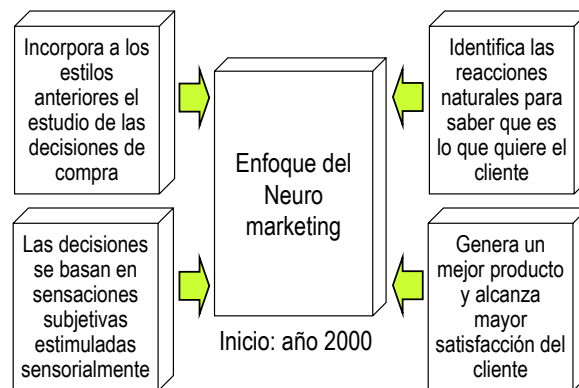 Incorpora a los
estilos
anteriores el
estudio de las
decisiones de
compra
Identifica las
reacciones
naturales para
saber que es
lo que quiere el
cliente
Enfoque del
Neuro
marketing
Las decisiones
se basan en
sensaciones
subjetivas
estimuladas
sensorialmente
Genera un
mejor producto
y alcanza
mayor
satisfacción del
cliente
Inicio: año 2000